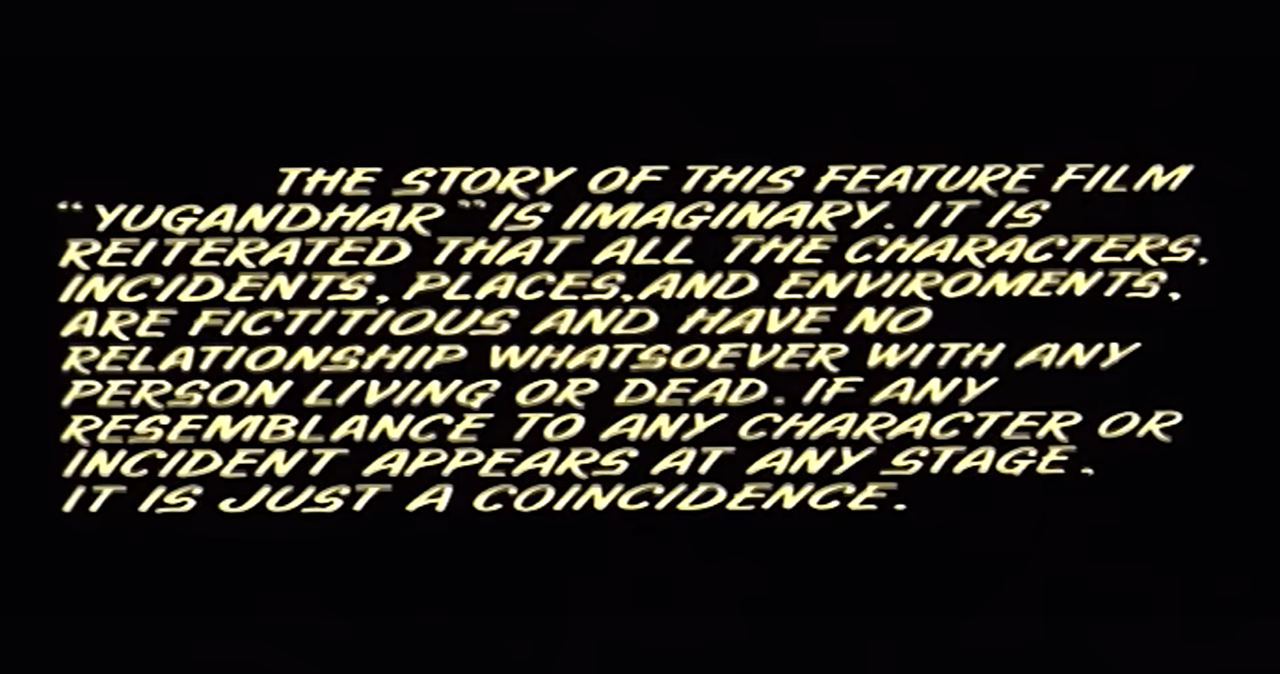 THE STORY OF THIS FEATURE FILM
“YUGANDHAR” IS IMAGINARY. IT IS
REITERATED THAT ALL THE CHARACTERS,
INCIDENTS, PLACES,AND ENVIROMENTS,
ARE FICTITIOUS AND HAVE NO
RELATIONSHIP WHATSOEVER WITH ANY
PERSON LIVING OR DEAD. IF ANY
RESEMBLANCE TO ANY CHARACTER OR
INCIDENT APPEARS AT ANY STAGE,
IT IS JUST A COINCIDENCE.